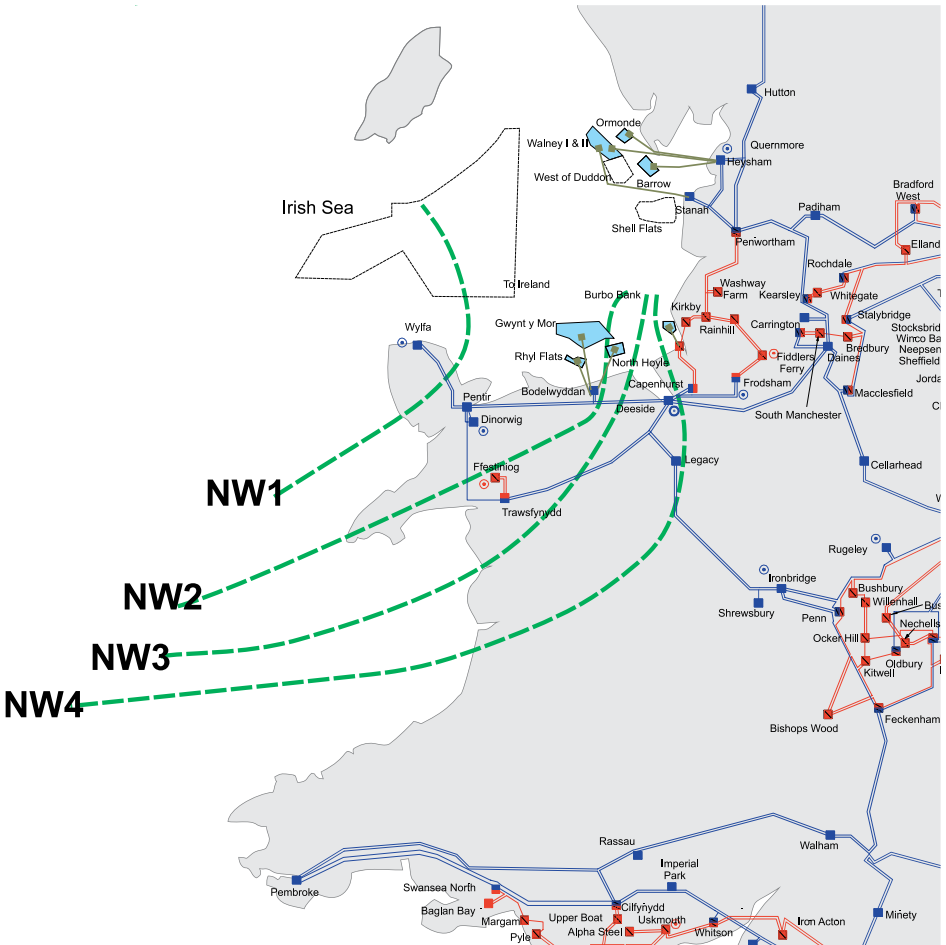 Hutton
Ormonde
Walney I & II
Quernmore
Heysham
West of Duddon
Barrow
Bradford
West
Irish Sea
Stanah
Padiham
Shell Flats
Penwortham
Elland
Rochdale
To Ireland
Washway
Farm
Kearsley
Whitegate
Burbo Bank
Kirkby
Stalybridge
Gwynt y Mor
Wylfa
Rainhill
Carrington
Stocksbridge
Winco Ba
Neepsen
Sheffield
Bredbury
Rhyl Flats
North Hoyle
Fiddlers
Ferry
Daines
Capenhurst
Frodsham
Jorda
Bodelwyddan
Macclesfield
Pentir
Deeside
South Manchester
Dinorwig
Legacy
Cellarhead
Ffestiniog
NW1
Trawsfynydd
Rugeley
Ironbridge
Bushbury
NW2
Willenhall
Bus
Shrewsbury
Penn
Nechells
Ocker Hill
NW3
Oldbury
Kitwell
NW4
Bishops Wood
Feckenham
Rassau
Walham
Imperial
Park
Pembroke
Swansea North
Baglan Bay
Cilfynydd
Minety
Margam
Upper Boat
Uskmouth
Iron Acton
Alpha Steel
Whitson
Pyle